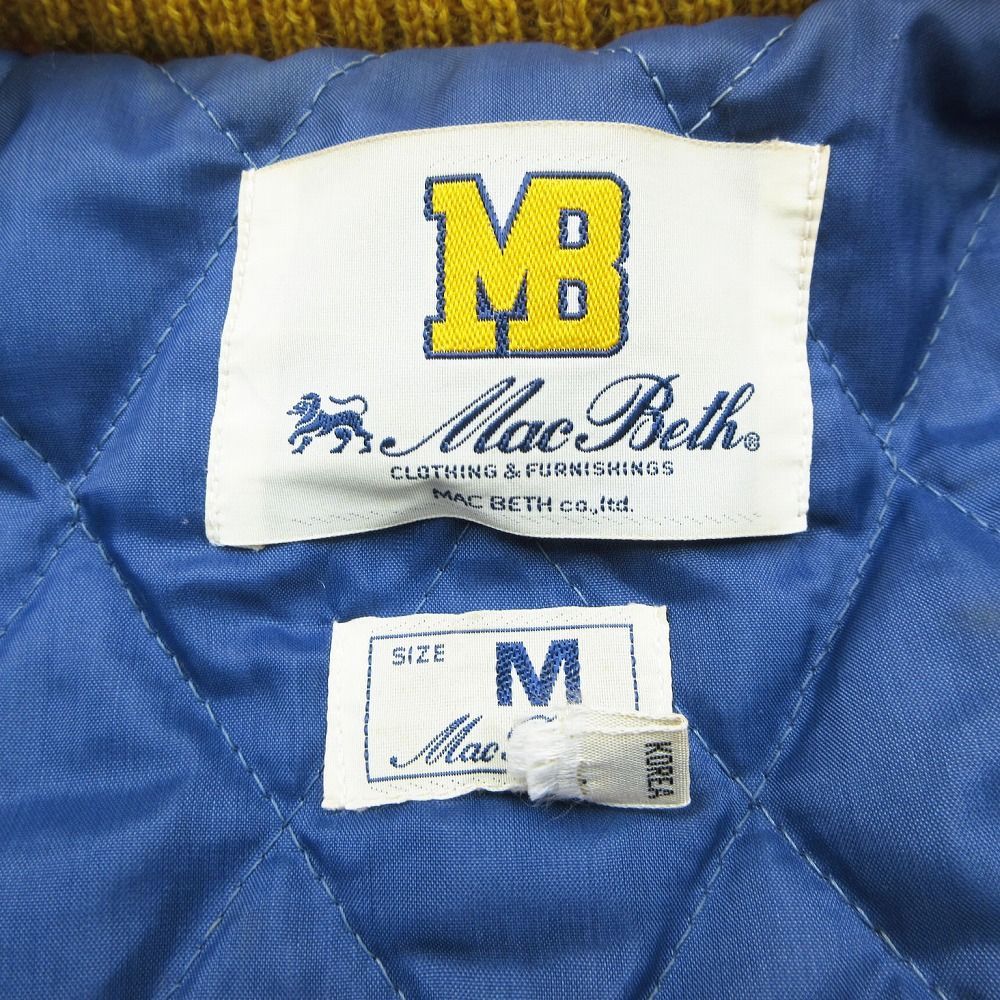 MB
Mac Beth®
CLOTHING & FURNISHINGS
MAC BETH co.,ltd.
SIZE M
Mac
KOREA